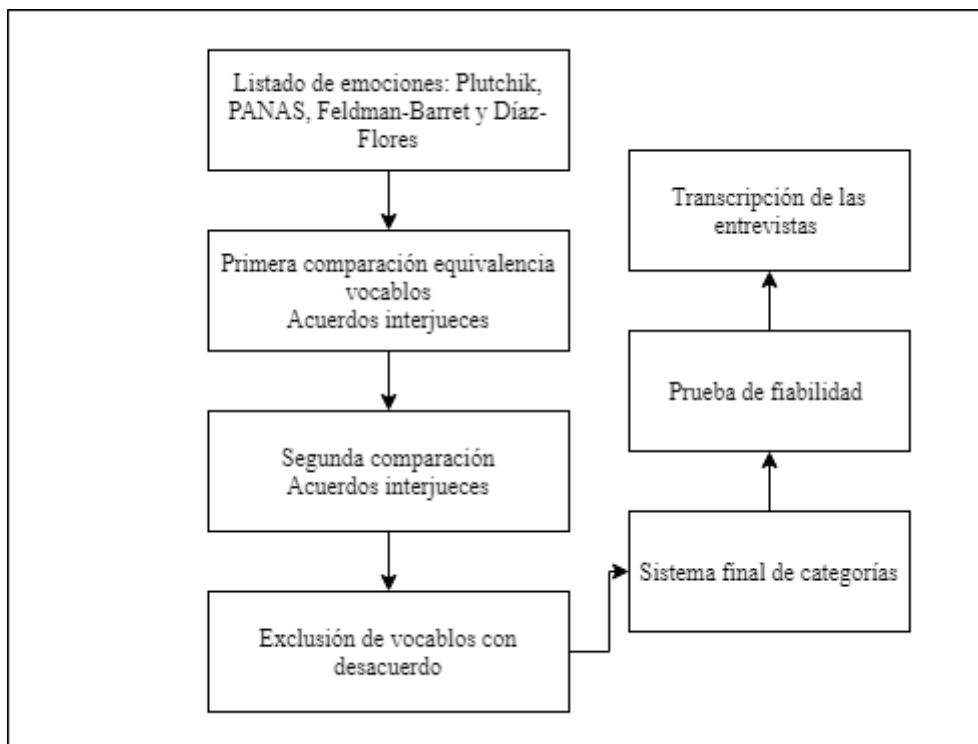 Listado de emociones: Plutchik,
PANAS, Feldman-Barret y Díaz-
Flores
Primera comparación equivalencia
vocablos
Acuerdos interjueces
Segunda comparación
Acuerdos interjueces
Exclusión de vocablos con
desacuerdo
Sistema final de categorías
Prueba de fiabilidad
Transcripción de las
entrevistas